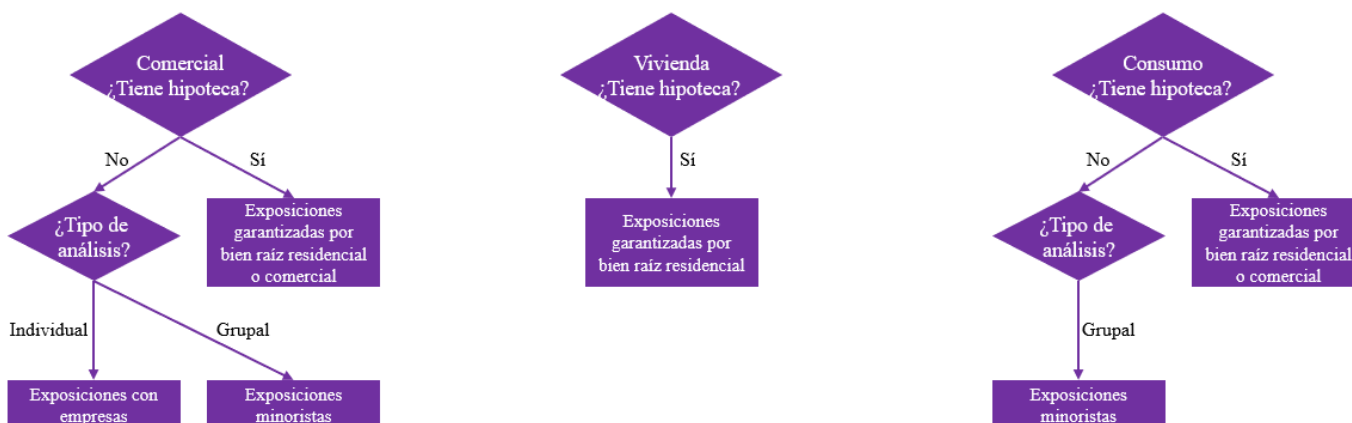 Comercial
¿Tiene hipoteca?
No
Sí
¿Tipo de
análisis?
Exposiciones
garantizadas por
bien raíz residencial
o comercial
Individual
Grupal
Exposiciones con
empresas
Exposiciones
minoristas
Vivienda
¿Tiene hipoteca?
Sí
Exposiciones
garantizadas por
bien raíz residencial
Consumo
¿Tiene hipoteca?
No
Sí
¿Tipo de
análisis?
Exposiciones
garantizadas por
bien raíz residencial
o comercial
Grupal
Exposiciones
minoristas